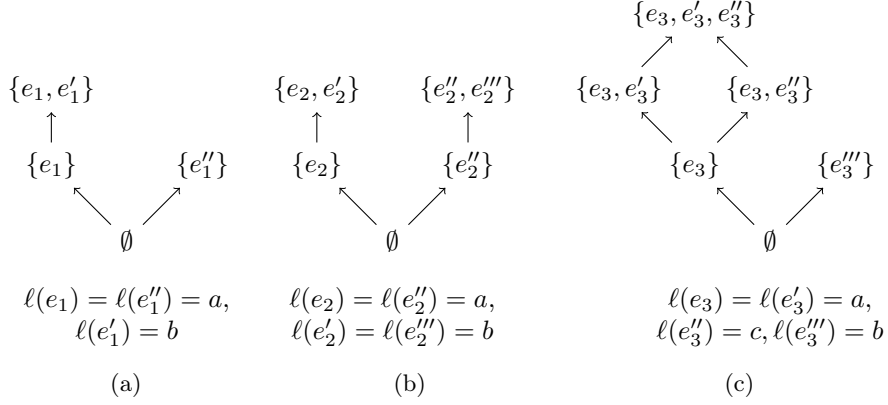 {e₃, e′₃, e″₃}
{e₁, e′₁} {e₂, e′₂} {e″₂, e‴₂} {e₃, e′₃} {e₃, e″₃}
{e₁} {e″₁} {e₂} {e″₂} {e₃} {e‴₃}
∅ ∅ ∅
ℓ(e₁) = ℓ(e″₁) = a, ℓ(e₂) = ℓ(e″₂) = a, ℓ(e₃) = ℓ(e′₃) = a,
ℓ(e′₁) = b ℓ(e′₂) = ℓ(e‴₂) = b ℓ(e″₃) = c, ℓ(e‴₃) = b
(a) (b) (c)